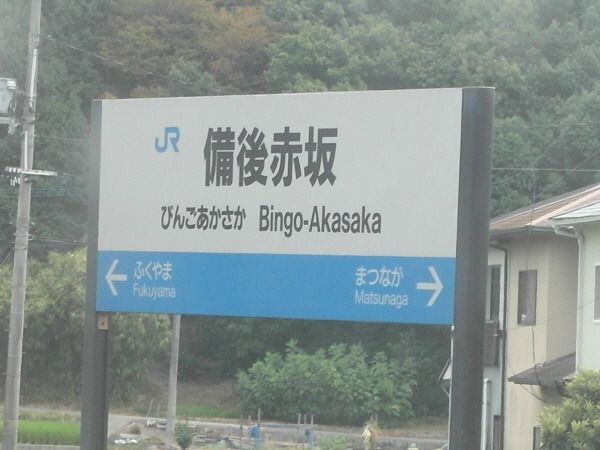 JR 備後赤坂
びんごあかさか Bingo-Akasaka
← ふくやま まつなが →
Fukuyama Matsunaga